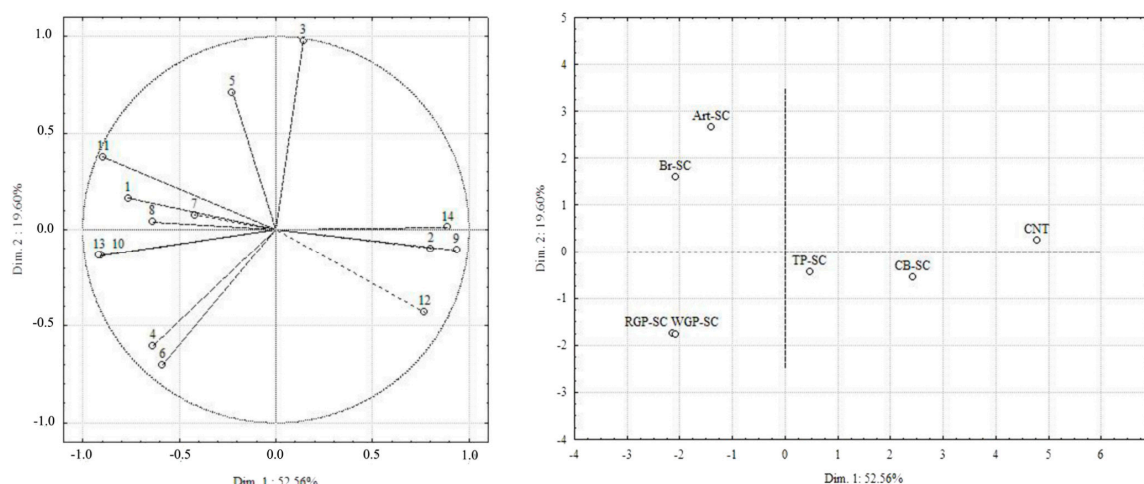 1.0
3
5
0.5
11
1
7
8
14
0.0
13 10
2 9
12
-0.5
4
6
-1.0
-1.0 -0.5 0.0 0.5 1.0
Dim. 1 : 52.56%
Dim. 2 : 19.60%
5
4
3
Art-SC
2
Br-SC
1
CNT
0
TP-SC
CB-SC
-1
RGP-SC WGP-SC
-2
-3
-4
-4 -3 -2 -1 0 1 2 3 4 5 6
Dim. 1: 52.56%
Dim. 2: 19.60%